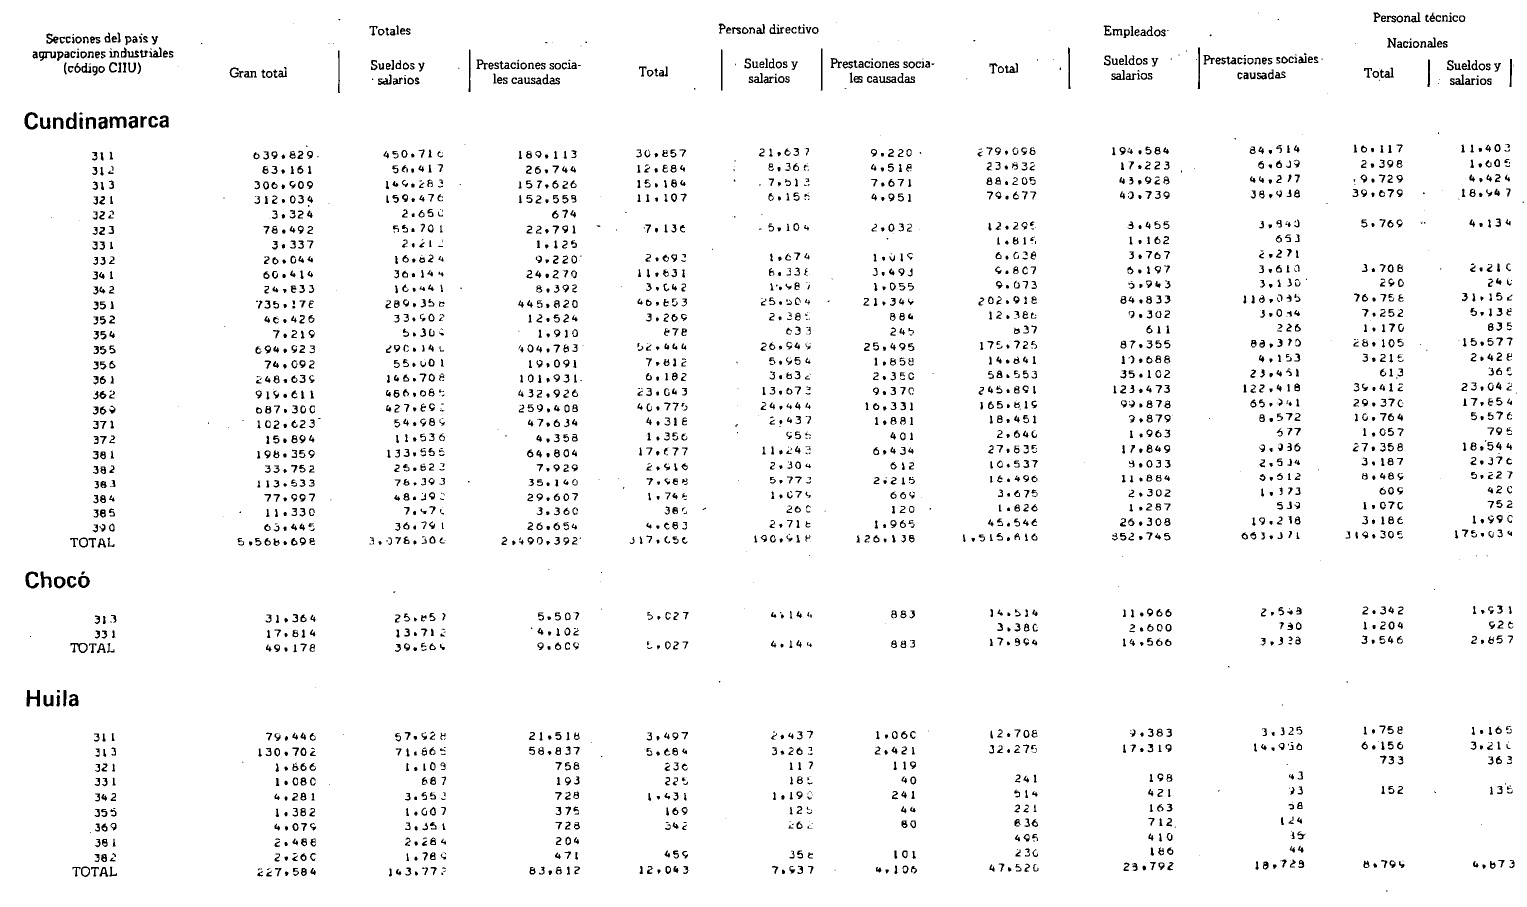 Personal técnico
Totales Personal directivo Empleados
Secciones del país y agrupaciones industriales (código CIIU)
Nacionales
Gran total Sueldos y salarios Prestaciones sociales causadas Total Sueldos y salarios Prestaciones sociales causadas Total Sueldos y salarios Prestaciones sociales causadas Total Sueldos y salarios
Cundinamarca
311 639.829 450.716 189.113 30.857 21.637 9.220 279.098 194.584 84.514 16.117 11.403
312 83.161 56.417 26.744 12.884 8.366 4.518 23.832 17.223 6.609 2.398 1.605
313 306.909 149.283 157.626 15.184 7.513 7.671 88.205 43.928 44.277 9.729 4.424
321 312.034 159.476 152.558 11.107 6.156 4.951 79.677 40.739 38.938 39.679 18.947
322 3.324 2.650 674
323 78.492 55.701 22.791 7.136 5.104 2.032 12.295 8.455 3.840 5.769 4.134
331 3.337 2.212 1.125 1.815 1.162 653
332 26.044 16.824 9.220 2.693 1.674 1.019 6.038 3.767 2.271
341 60.414 36.144 24.270 11.831 8.338 3.493 9.807 6.197 3.610 3.708 2.210
342 24.833 16.441 8.392 3.042 1.987 1.055 9.073 5.943 3.130 290 240
351 735.178 289.358 445.820 46.853 25.504 21.349 202.918 84.833 118.085 76.758 31.152
352 46.426 33.902 12.524 3.269 2.385 884 12.386 9.302 3.084 7.252 5.138
354 7.219 5.309 1.910 878 633 245 837 611 226 1.170 835
355 694.923 290.140 404.783 52.444 26.949 25.495 175.725 87.355 88.370 28.105 15.577
356 74.092 55.001 19.091 7.812 5.954 1.858 14.841 10.688 4.153 3.215 2.428
361 248.639 146.708 101.931 6.182 3.832 2.350 58.553 35.102 23.451 613 365
362 919.611 486.685 432.926 23.043 13.673 9.370 245.891 123.473 122.418 39.412 23.042
369 687.300 427.892 259.408 40.775 24.444 16.331 165.819 99.878 65.941 29.370 17.854
371 102.623 54.989 47.634 4.318 2.437 1.881 18.451 9.879 8.572 10.764 5.576
372 15.894 11.536 4.358 1.356 955 401 2.640 1.963 677 1.057 795
381 198.359 133.555 64.804 17.677 11.243 6.434 27.835 17.849 9.986 27.358 18.544
382 33.752 25.823 7.929 2.916 2.304 612 10.537 8.033 2.504 3.187 2.376
383 113.533 78.393 35.140 7.988 5.773 2.215 18.496 11.884 6.612 8.489 5.227
384 77.997 48.390 29.607 1.748 1.079 669 3.675 2.302 1.373 609 420
385 11.330 7.970 3.360 380 260 120 1.826 1.287 539 1.070 752
390 63.445 36.791 26.654 4.683 2.718 1.965 45.546 26.308 19.238 3.186 1.990
TOTAL 5.568.698 3.078.306 2.490.392 317.056 190.918 126.138 1.515.816 852.745 663.071 319.305 175.034
Chocó
313 31.364 25.857 5.507 5.027 4.144 883 14.514 11.966 2.548 2.342 1.931
331 17.814 13.712 4.102 3.380 2.600 780 1.204 926
TOTAL 49.178 39.569 9.609 5.027 4.144 883 17.894 14.566 3.328 3.546 2.857
Huila
311 79.446 57.928 21.518 3.497 2.437 1.060 12.708 9.383 3.325 1.758 1.165
313 130.702 71.865 58.837 5.684 3.263 2.421 32.275 17.319 14.956 6.156 3.210
321 1.866 1.108 758 236 117 119 733 363
331 1.080 887 193 225 185 40 241 198 43
342 4.281 3.553 728 1.431 1.190 241 514 421 93 152 135
355 1.382 1.007 375 169 125 44 221 163 58
369 4.079 3.351 728 342 262 80 836 712 124
381 2.488 2.284 204 495 410 85
382 2.260 1.789 471 459 358 101 230 186 44
TOTAL 227.584 143.772 83.812 12.043 7.937 4.106 47.520 28.792 18.728 8.799 4.873